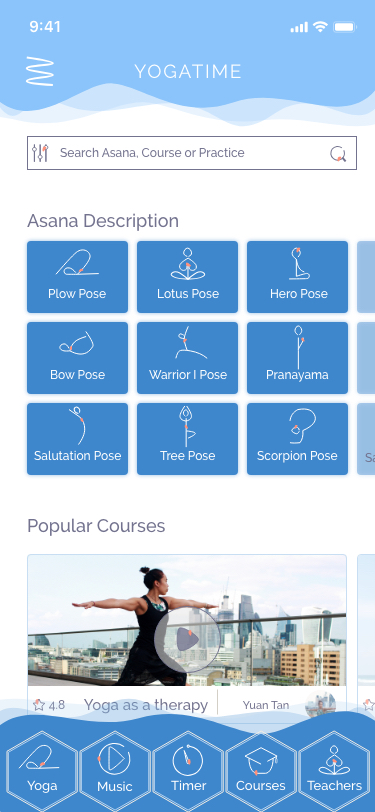 9:41
YOGATIME
Search Asana, Course or Practice
Asana Description
Plow Pose
Lotus Pose
Hero Pose
Bow Pose
Warrior I Pose
Pranayama
Salutation Pose
Tree Pose
Scorpion Pose
Popular Courses
4.8
Yoga as a therapy
Yuan Tan
Yoga
Music
Timer
Courses
Teachers